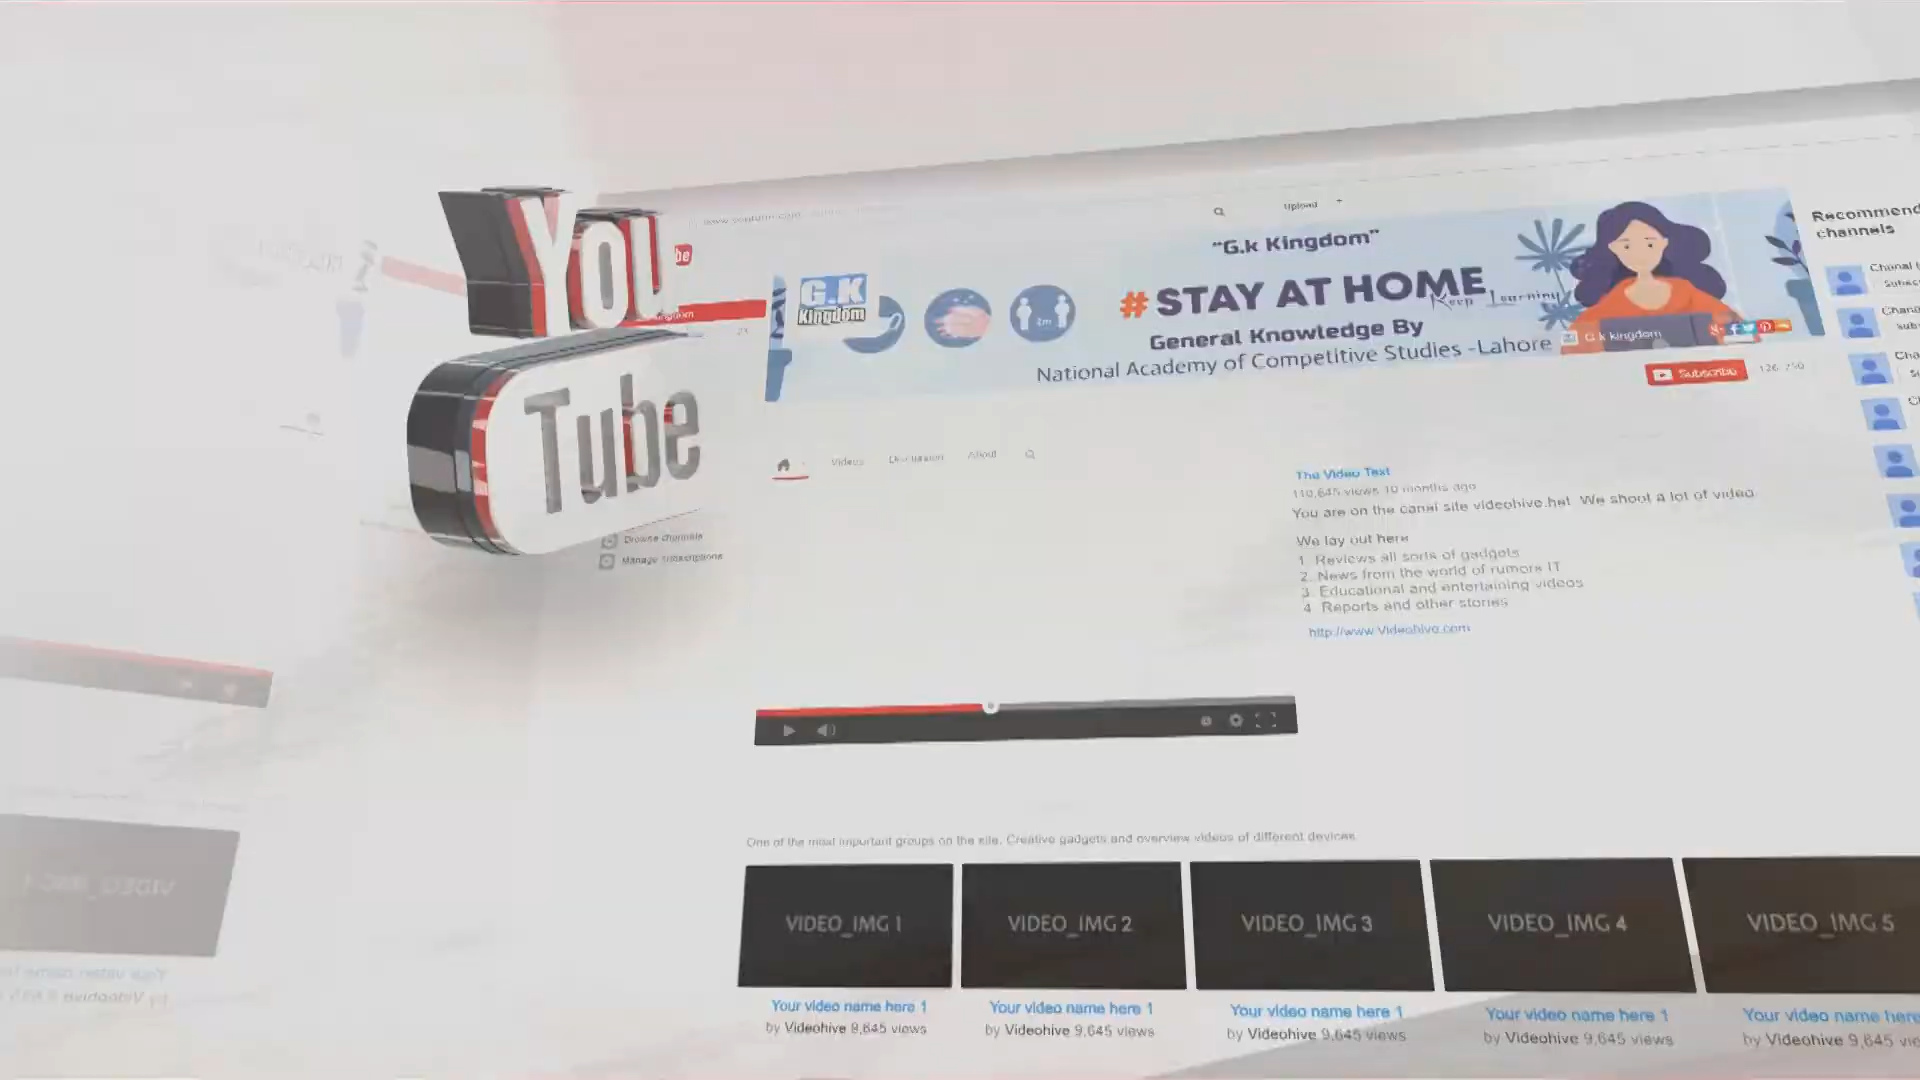 You
Tube
be
Upload
"G.k Kingdom"
G.K
Kingdom
# STAY AT HOME
Keep Learning
General Knowledge By
National Academy of Competitive Studies -Lahore
G.k kingdom
Subscribe
Recommend
channels
Videos
Discussion
About
The Video Text
110,645 views 10 months ago
You are on the canal site videohive.net. We shoot a lot of video
We lay out here
1. Reviews all sorts of gadgets
2. News from the world of rumors IT
3. Educational and entertaining videos
4. Reports and other stories
http://www.Videohive.com
Browse channels
Manage subscriptions
One of the most important groups on the site. Creative gadgets and overview videos of different devices
VIDEO_IMG 1
VIDEO_IMG 2
VIDEO_IMG 3
VIDEO_IMG 4
VIDEO_IMG 5
Your video name here 1
by Videohive 9,645 views
Your video name here 1
by Videohive 9,645 views
Your video name here 1
by Videohive 9,645 views
Your video name here 1
by Videohive 9,645 views
Your video name here
by Videohive 9,645